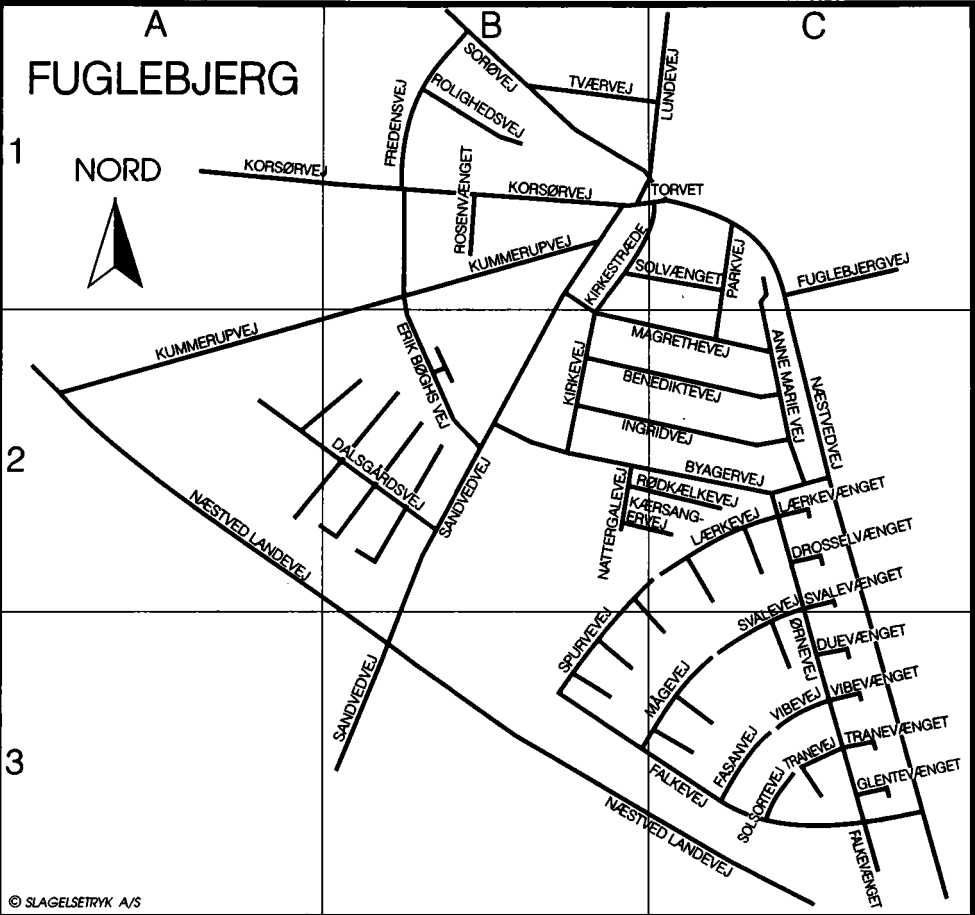 A
B
C
FUGLEBJERG
1
NORD
SORØVEJ
TVÆRVEJ
LUNDEVEJ
FREDENSVEJ
ROLIGHEDSVEJ
KORSØRVEJ
KORSØRVEJ
TORVET
ROSENVÆNGET
KUMMERUPVEJ
KIRKESTRÆDE
SOLVÆNGET
PARKVEJ
FUGLEBJERGVEJ
KUMMERUPVEJ
ERIK BØGHS VEJ
MAGRETHEVEJ
ANNE MARIE VEJ
NÆSTVEDVEJ
KIRKEVEJ
BENEDIKTEVEJ
INGRIDVEJ
2
DALSGÅRDSVEJ
SANDVEDVEJ
BYAGERVEJ
NÆSTVED LANDEVEJ
NATTERGALEVEJ
RØDKÆLKEVEJ
KÆRSANG-
ERVEJ
LÆRKEVEJ
LÆRKEVÆNGET
DROSSELVÆNGET
SVALEVEJ
SVALEVÆNGET
SPURVEVEJ
ØRNEVEJ
DUEVÆNGET
SANDVEDVEJ
MÅGEVEJ
VIBEVEJ
VIBEVÆNGET
3
FALKEVEJ
FASANVEJ
TRANEVEJ
TRANEVÆNGET
SOLSORTEVEJ
GLENTEVÆNGET
NÆSTVED LANDEVEJ
FALKEVÆNGET
© SLAGELSETRYK A/S